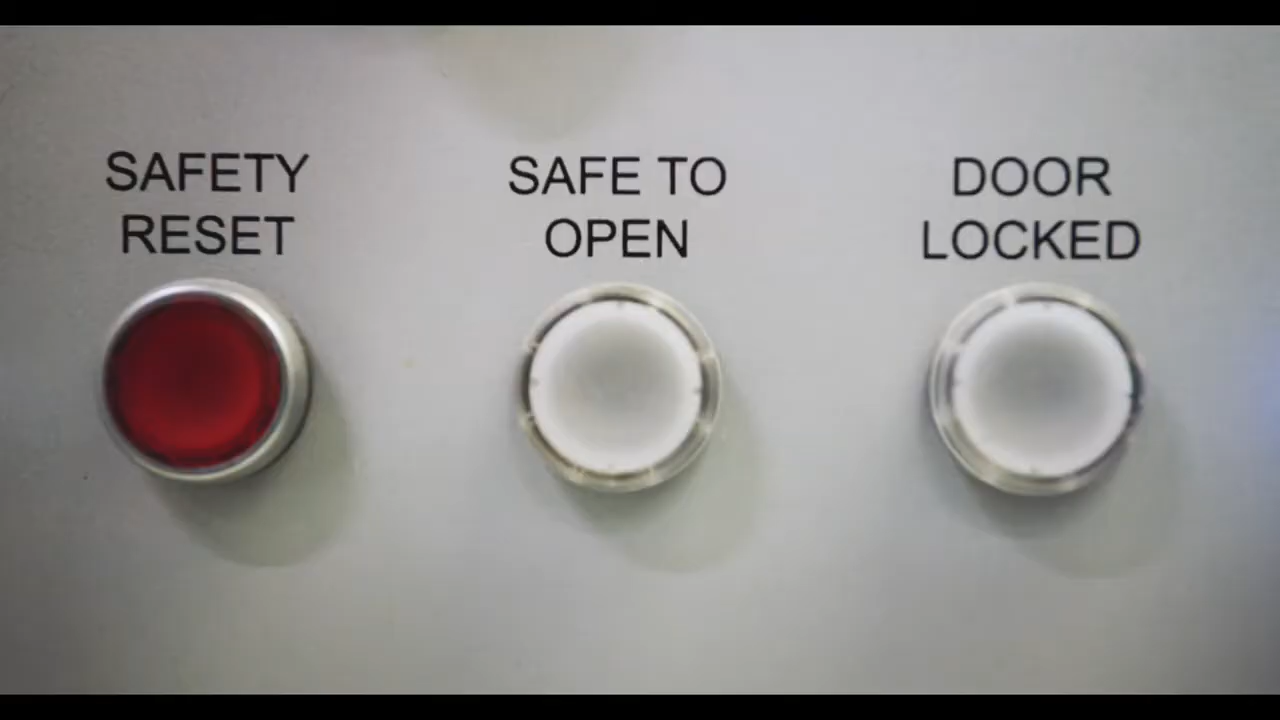 SAFETY
RESET
SAFE TO
OPEN
DOOR
LOCKED